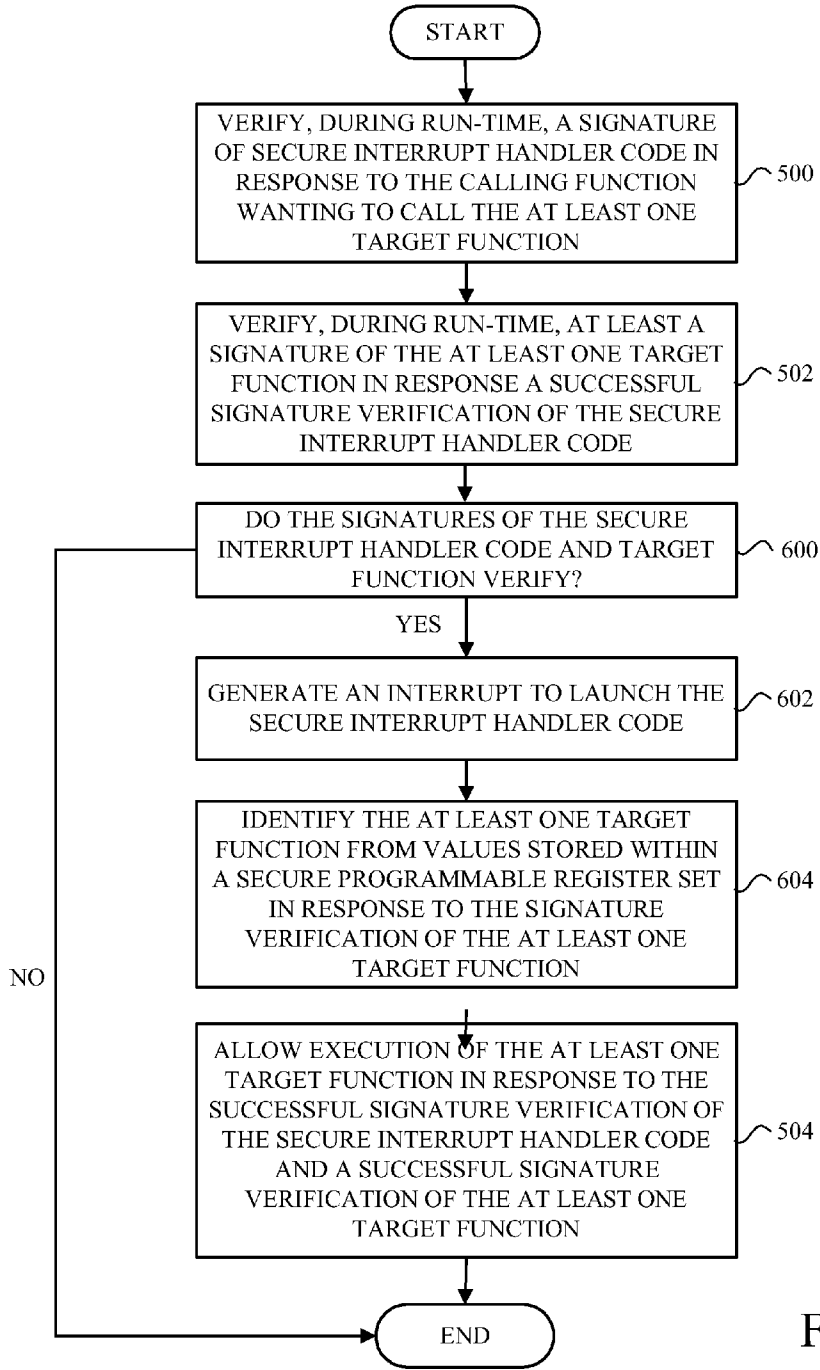 START
VERIFY, DURING RUN-TIME, A SIGNATURE
OF SECURE INTERRUPT HANDLER CODE IN
RESPONSE TO THE CALLING FUNCTION
WANTING TO CALL THE AT LEAST ONE
TARGET FUNCTION
500
VERIFY, DURING RUN-TIME, AT LEAST A
SIGNATURE OF THE AT LEAST ONE TARGET
FUNCTION IN RESPONSE A SUCCESSFUL
SIGNATURE VERIFICATION OF THE SECURE
INTERRUPT HANDLER CODE
502
DO THE SIGNATURES OF THE SECURE
INTERRUPT HANDLER CODE AND TARGET
FUNCTION VERIFY?
600
YES
GENERATE AN INTERRUPT TO LAUNCH THE
SECURE INTERRUPT HANDLER CODE
602
IDENTIFY THE AT LEAST ONE TARGET
FUNCTION FROM VALUES STORED WITHIN
A SECURE PROGRAMMABLE REGISTER SET
IN RESPONSE TO THE SIGNATURE
VERIFICATION OF THE AT LEAST ONE
TARGET FUNCTION
604
NO
ALLOW EXECUTION OF THE AT LEAST ONE
TARGET FUNCTION IN RESPONSE TO THE
SUCCESSFUL SIGNATURE VERIFICATION OF
THE SECURE INTERRUPT HANDLER CODE
AND A SUCCESSFUL SIGNATURE
VERIFICATION OF THE AT LEAST ONE
TARGET FUNCTION
504
END
F